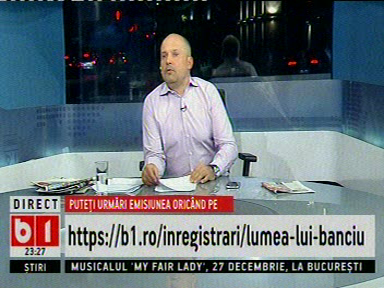 DIRECT
PUTEȚI URMĂRI EMISIUNEA ORICÂND PE
b1
23:27
https://b1.ro/inregistrari/lumea-lui-banciu
ȘTIRI
MUSICALUL 'MY FAIR LADY', 27 DECEMBRIE, LA BUCUREȘTI